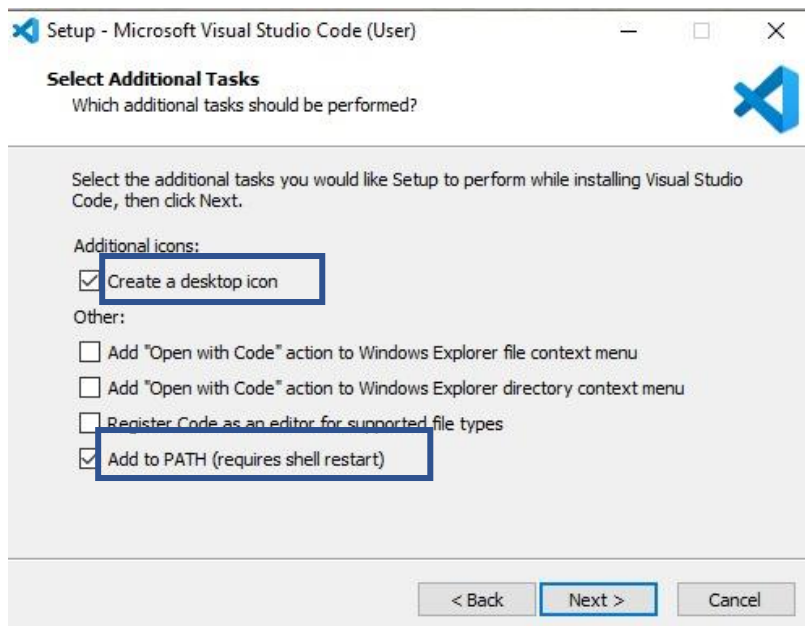 Setup - Microsoft Visual Studio Code (User)
Select Additional Tasks
Which additional tasks should be performed?
Select the additional tasks you would like Setup to perform while installing Visual Studio
Code, then click Next.
Additional icons:
Create a desktop icon
Other:
Add "Open with Code" action to Windows Explorer file context menu
Add "Open with Code" action to Windows Explorer directory context menu
Register Code as an editor for supported file types
Add to PATH (requires shell restart)
< Back Next > Cancel